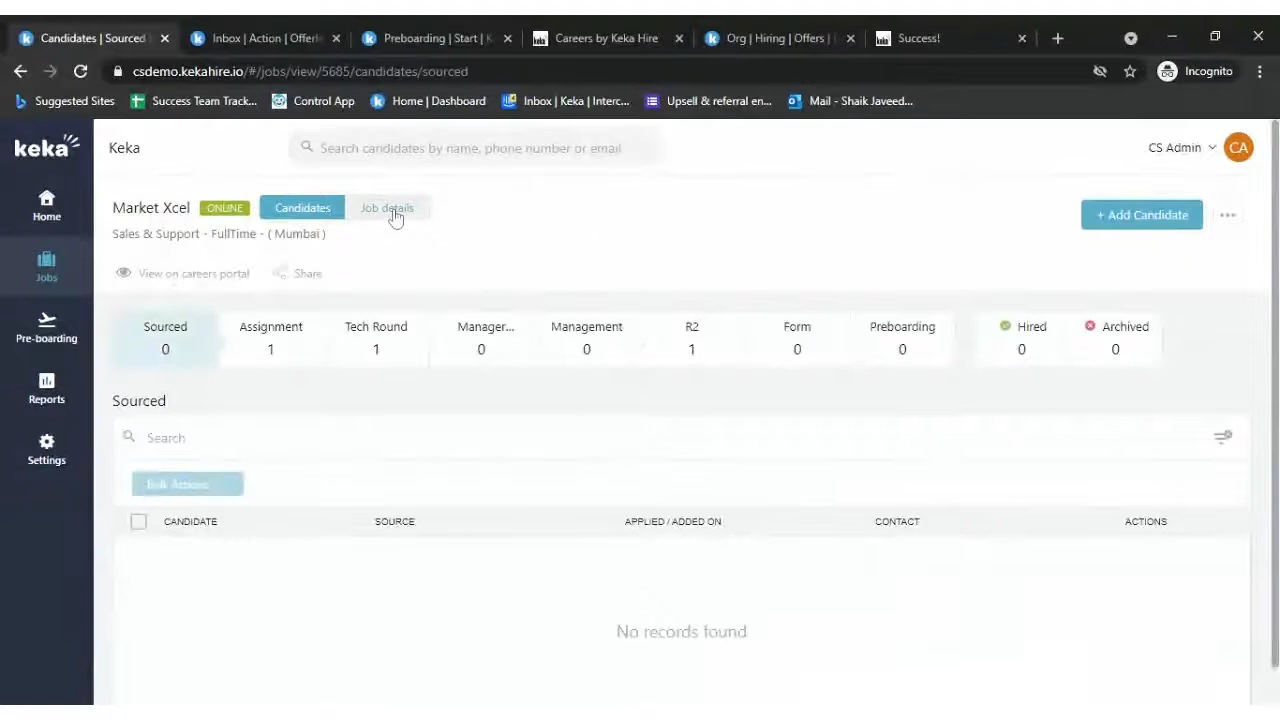 Candidates | Sourced
Inbox | Action | Offerl
Preboarding | Start | K
Careers by Keka Hire
Org | Hiring | Offers |
Success!
csdemo.kekahire.io/#/jobs/view/5685/candidates/sourced
Incognito
Suggested Sites
Success Team Track...
Control App
Home | Dashboard
Inbox | Keka | Interc...
Upsell & referral en...
Mail - Shaik Javeed...
keka
Keka
Search candidates by name, phone number or email
CS Admin
CA
Home
Jobs
Pre-boarding
Reports
Settings
Market Xcel
ONLINE
Candidates
Job details
+ Add Candidate
Sales & Support - FullTime - ( Mumbai )
View on careers portal
Share
Sourced Assignment Tech Round Manager... Management R2 Form Preboarding Hired Archived
0 1 1 0 0 1 0 0 0 0
Sourced
Search
Bulk Actions
CANDIDATE SOURCE APPLIED / ADDED ON CONTACT ACTIONS
No records found